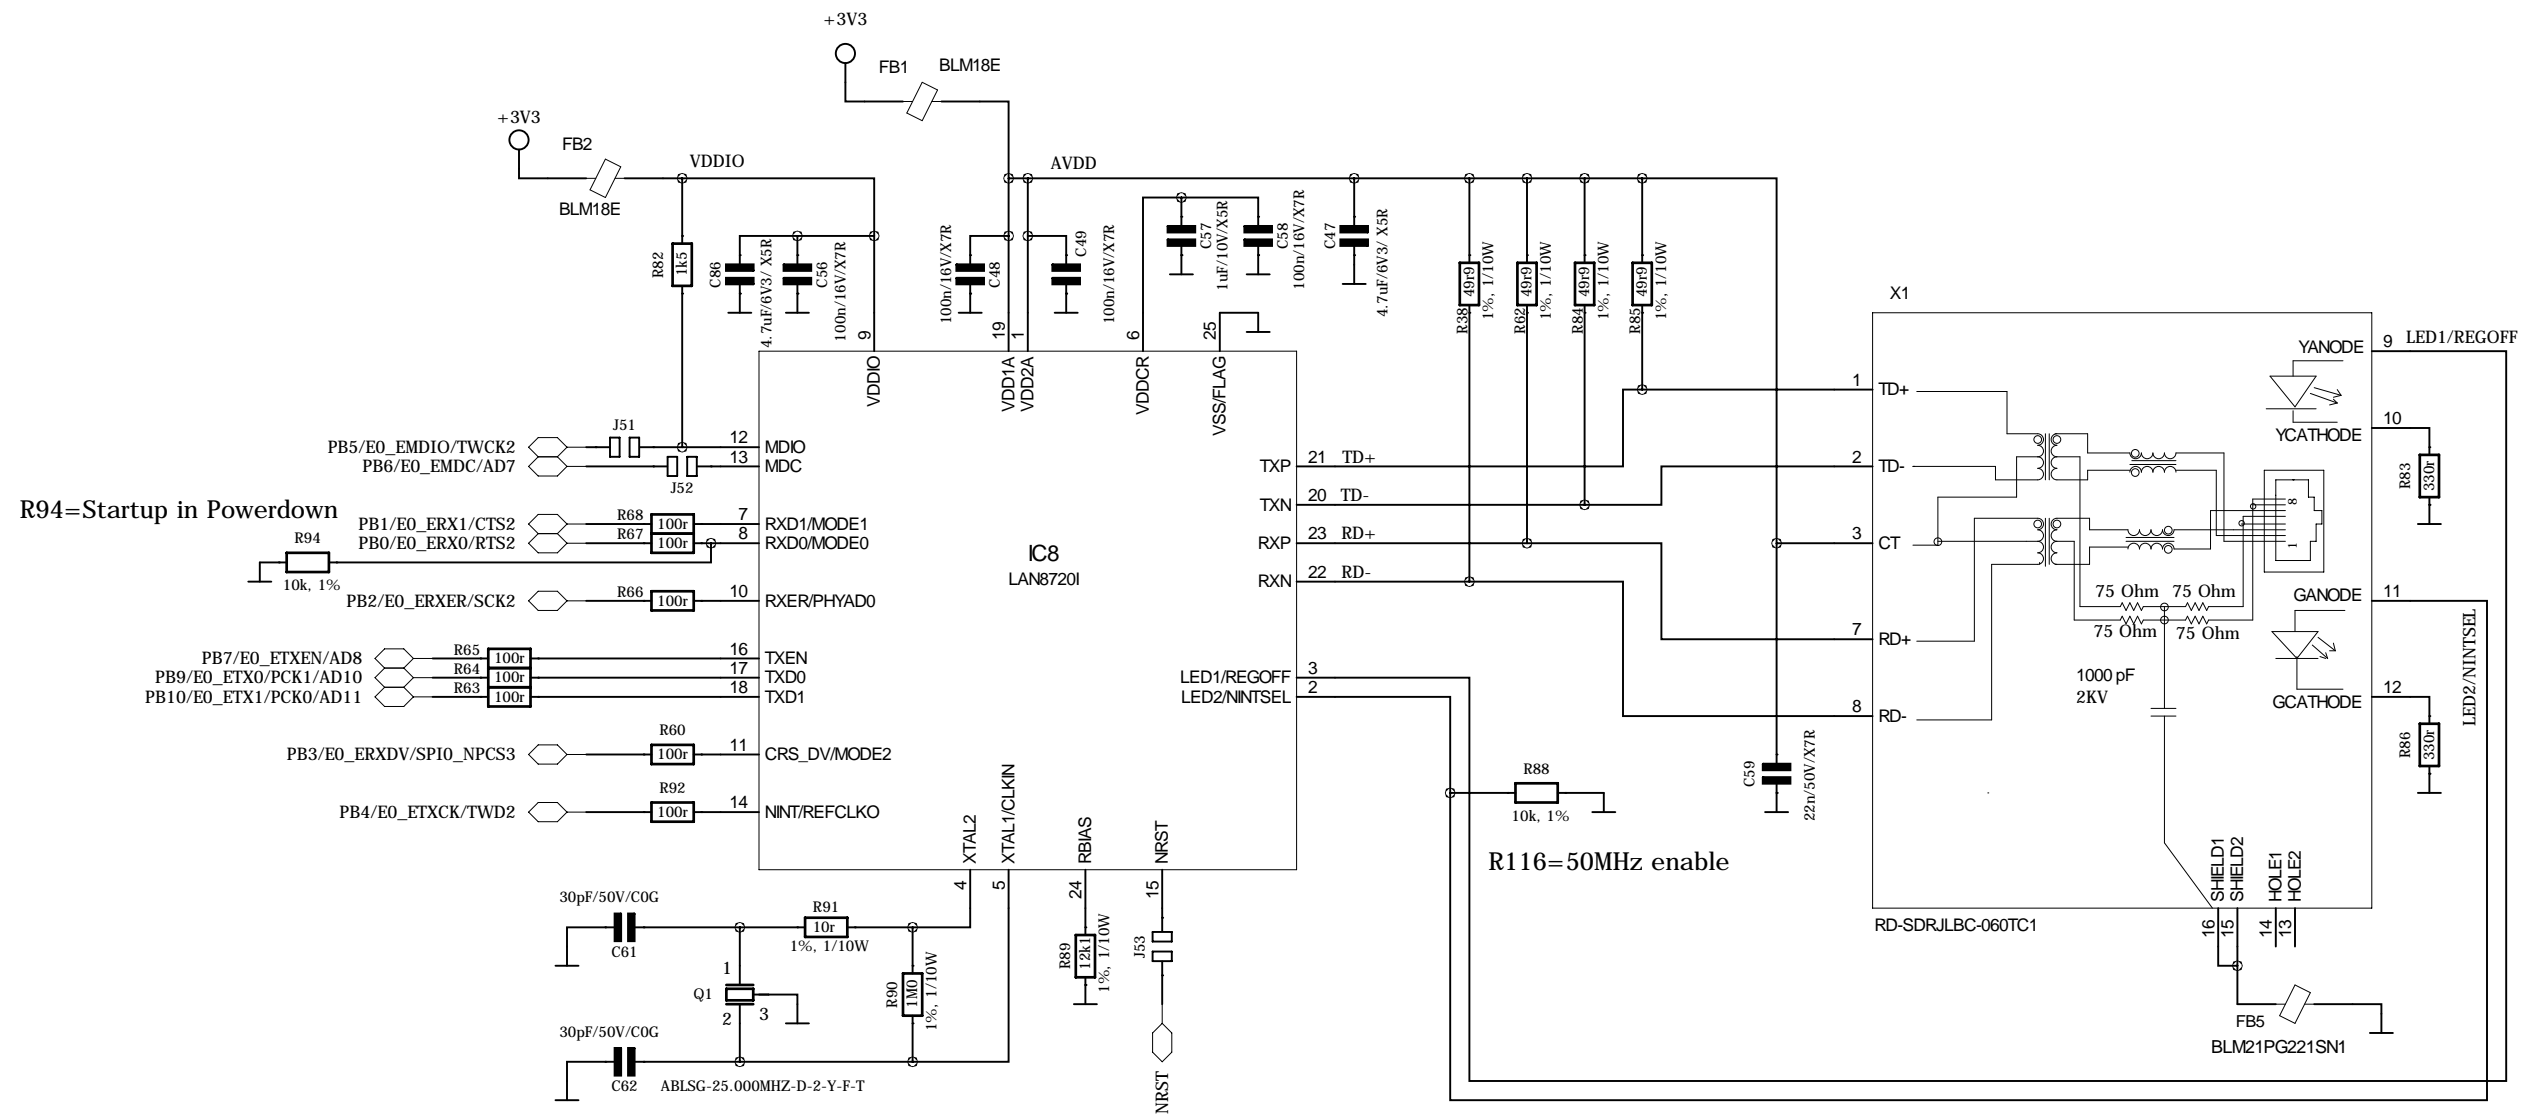 +3V3
FB1
BLM18E
+3V3
FB2
BLM18E
VDDIO
AVDD
R82
1k5
C86
4.7uF/6V3/ X5R
C56
100n/16V/X7R
100n/16V/X7R
C48
C49
100n/16V/X7R
C57
1uF/10V/X5R
C58
100n/16V/X7R
C47
4.7uF/6V3/ X5R
R38
49r9
1%, 1/10W
R62
49r9
1%, 1/10W
R84
49r9
1%, 1/10W
R85
49r9
1%, 1/10W
9
19
1
6
25
VDDIO
VDD1A
VDD2A
VDDCR
VSS/FLAG
PB5/E0_EMDIO/TWCK2
J51
12
MDIO
PB6/E0_EMDC/AD7
J52
13
MDC
R94=Startup in Powerdown
PB1/E0_ERX1/CTS2
R68
100r
7
RXD1/MODE1
PB0/E0_ERX0/RTS2
R67
100r
8
RXD0/MODE0
R94
10k, 1%
PB2/E0_ERXER/SCK2
R66
100r
10
RXER/PHYAD0
PB7/E0_ETXEN/AD8
R65
100r
16
TXEN
PB9/E0_ETX0/PCK1/AD10
R64
100r
17
TXD0
PB10/E0_ETX1/PCK0/AD11
R63
100r
18
TXD1
PB3/E0_ERXDV/SPI0_NPCS3
R60
100r
11
CRS_DV/MODE2
PB4/E0_ETXCK/TWD2
R92
100r
14
NINT/REFCLKO
IC8
LAN8720I
TXP
21
TD+
TXN
20
TD-
RXP
23
RD+
RXN
22
RD-
LED1/REGOFF
3
LED2/NINTSEL
2
XTAL2
XTAL1/CLKIN
RBIAS
NRST
4
5
24
15
30pF/50V/C0G
C61
R91
10r
1%, 1/10W
R90
1M0
1%, 1/10W
Q1
1
2
3
30pF/50V/C0G
C62
ABLSG-25.000MHZ-D-2-Y-F-T
R89
12k1
1%, 1/10W
J53
NRST
R88
10k, 1%
R116=50MHz enable
C59
22n/50V/X7R
X1
1
TD+
2
TD-
3
CT
7
RD+
8
RD-
YANODE
9
LED1/REGOFF
10
YCATHODE
R83
330r
8
1
GANODE
11
LED2/NINTSEL
12
GCATHODE
R86
330r
75 Ohm
75 Ohm
75 Ohm
75 Ohm
1000 pF
2KV
SHIELD1
SHIELD2
HOLE1
HOLE2
16
15
14
13
RD-SDRJLBC-060TC1
FB5
BLM21PG221SN1